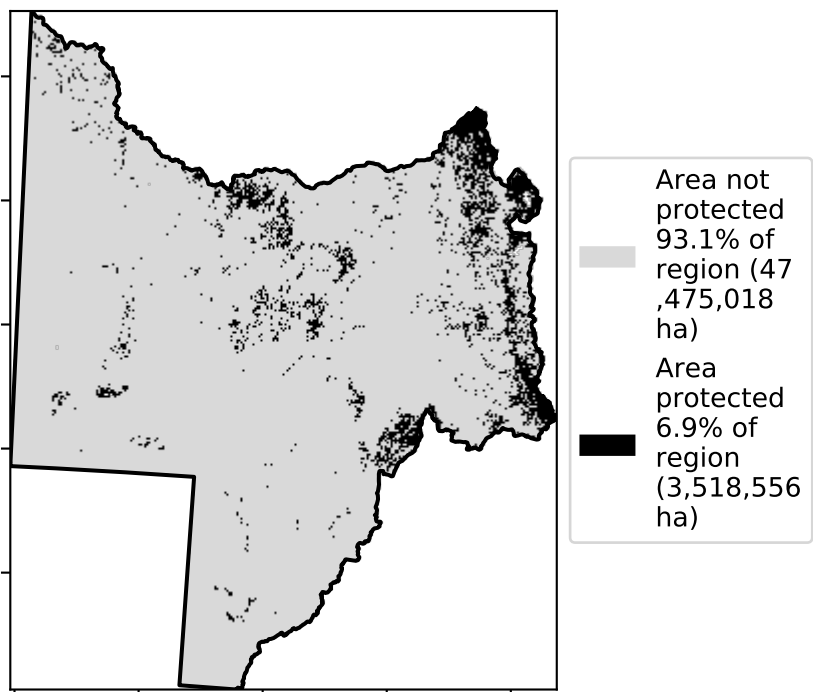 Area not
protected
93.1% of
region (47
,475,018
ha)
Area
protected
6.9% of
region
(3,518,556
ha)